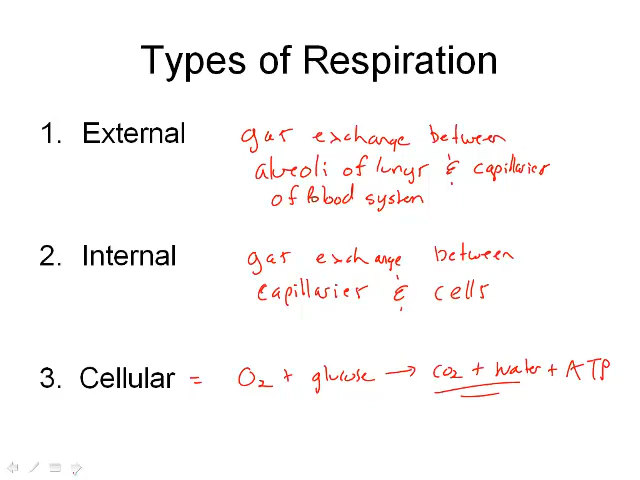 Types of Respiration
1. External gas exchange between
alveoli of lungs & capillaries
of blood system
2. Internal gas exchange between
capillaries & cells
3. Cellular = O₂ + glucose → CO₂ + water + ATP